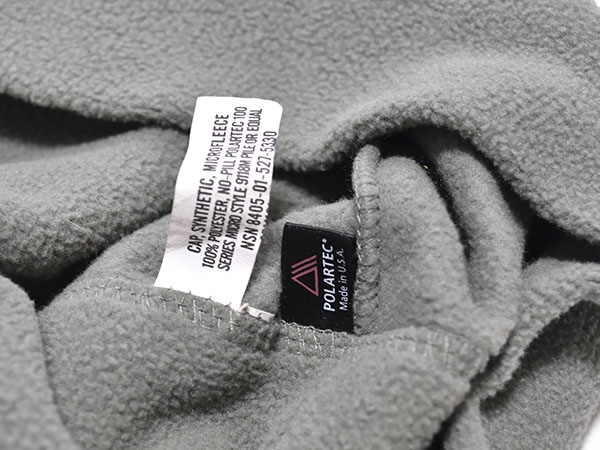 CAP, SYNTHETIC, MICROFLEECE
100% POLYESTER, NO-PILL POLARTEC 100
SERIES MICRO STYLE 9118M PILE OR EQUAL
NSN 8405-01-527-5330
POLARTEC®
Made in U.S.A.